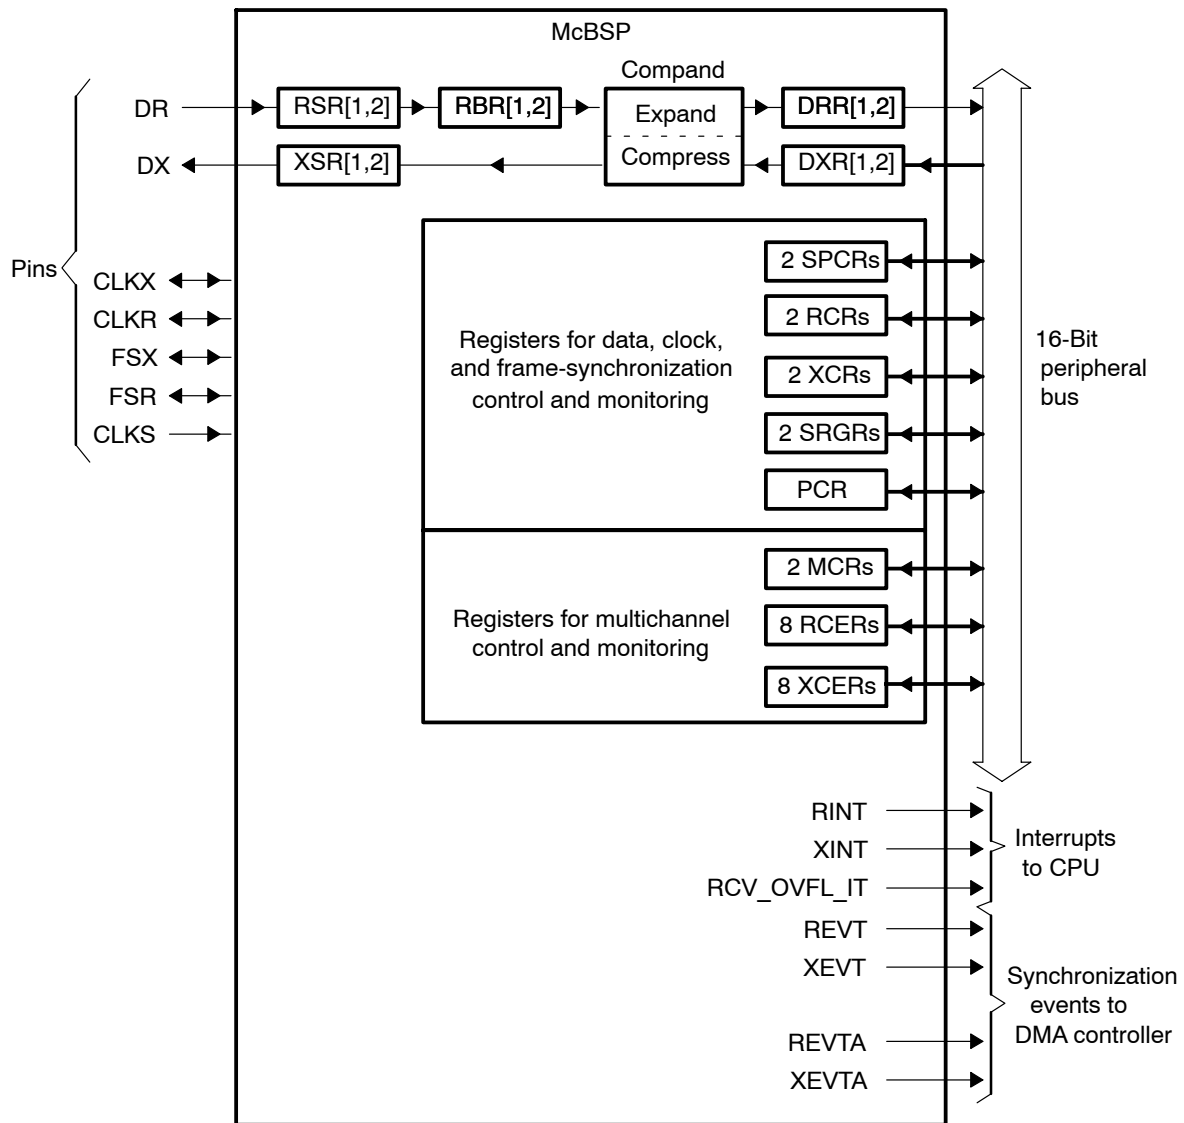 McBSP
Compand
DR
RSR[1,2]
RBR[1,2]
Expand
DRR[1,2]
DX
XSR[1,2]
Compress
DXR[1,2]
Pins
CLKX
CLKR
FSX
FSR
CLKS
Registers for data, clock,
and frame-synchronization
control and monitoring
2 SPCRs
2 RCRs
2 XCRs
2 SRGRs
PCR
16-Bit
peripheral
bus
Registers for multichannel
control and monitoring
2 MCRs
8 RCERs
8 XCERs
RINT
XINT
RCV_OVFL_IT
Interrupts
to CPU
REVT
XEVT
REVTA
XEVTA
Synchronization
events to
DMA controller